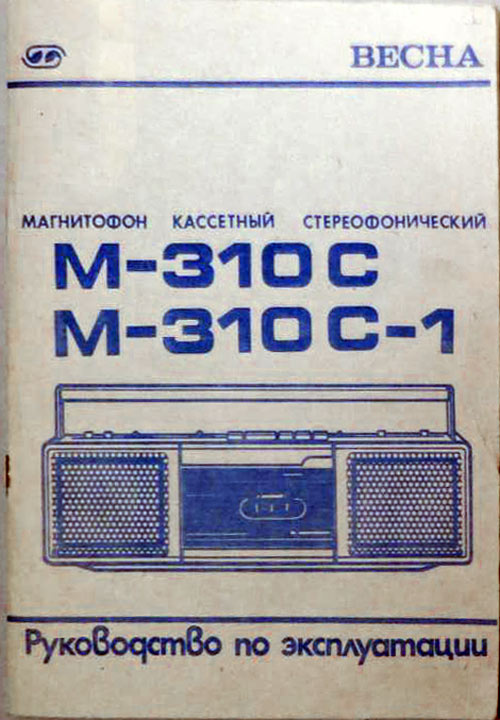 ВЕСНА
МАГНИТОФОН КАССЕТНЫЙ СТЕРЕОФОНИЧЕСКИЙ
М-310С
М-310С-1
Руководство по эксплуатации